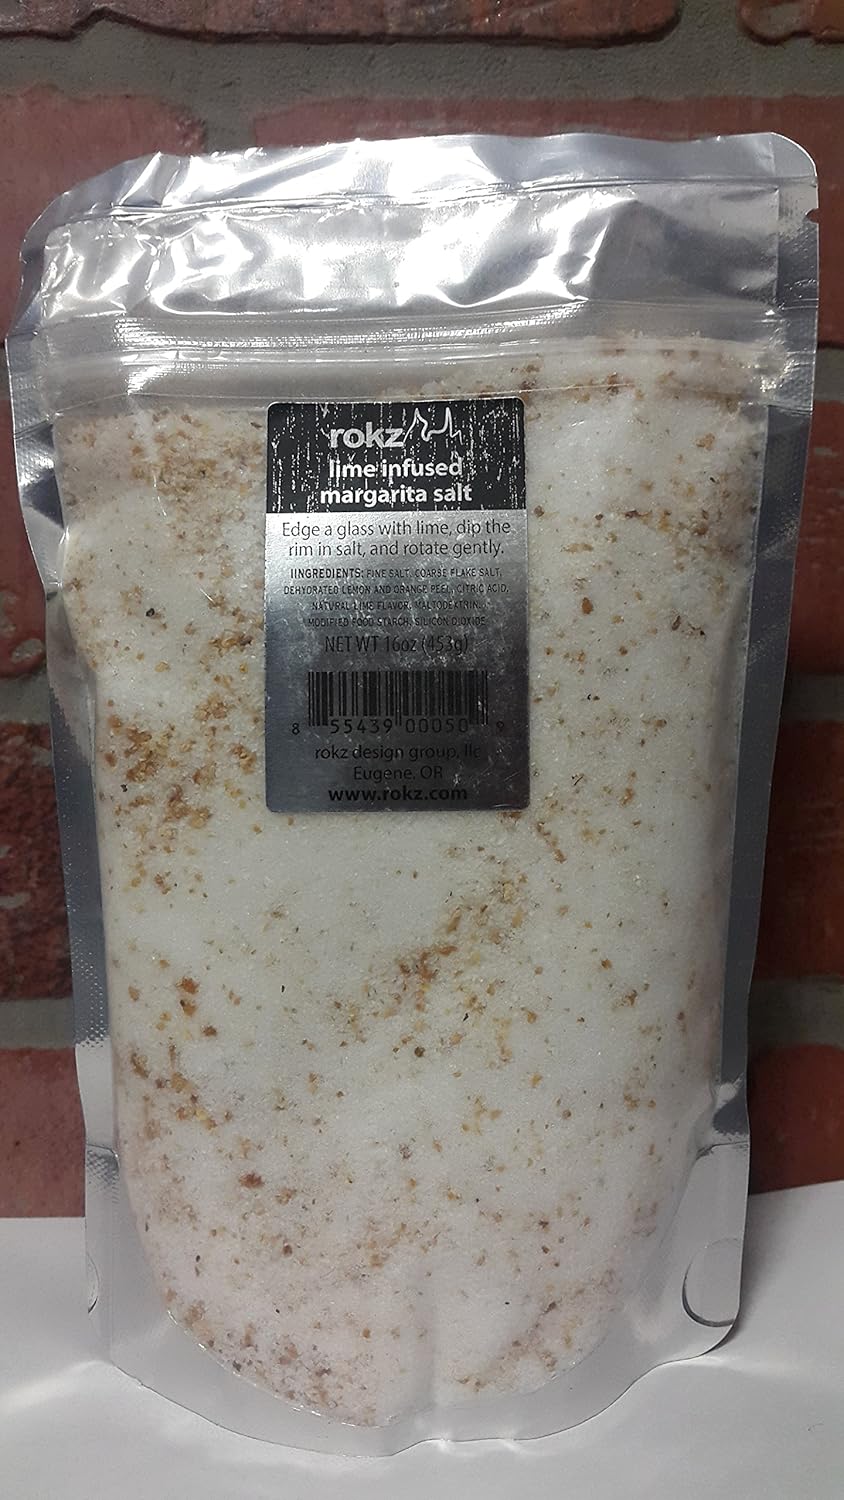 rokz
lime infused
margarita salt
Edge a glass with lime, dip the
rim in salt, and rotate gently.
IINGREDIENTS: FINE SALT, COARSE FLAKE SALT,
DEHYDRATED LEMON AND ORANGE PEEL, CITRIC ACID,
NATURAL LIME FLAVOR, MALTODEXTRIN,
MODIFIED FOOD STARCH, SILICON DIOXIDE
NET WT 16oz (453g)
8 55439 00050 9
rokz design group, llc
Eugene, OR
www.rokz.com